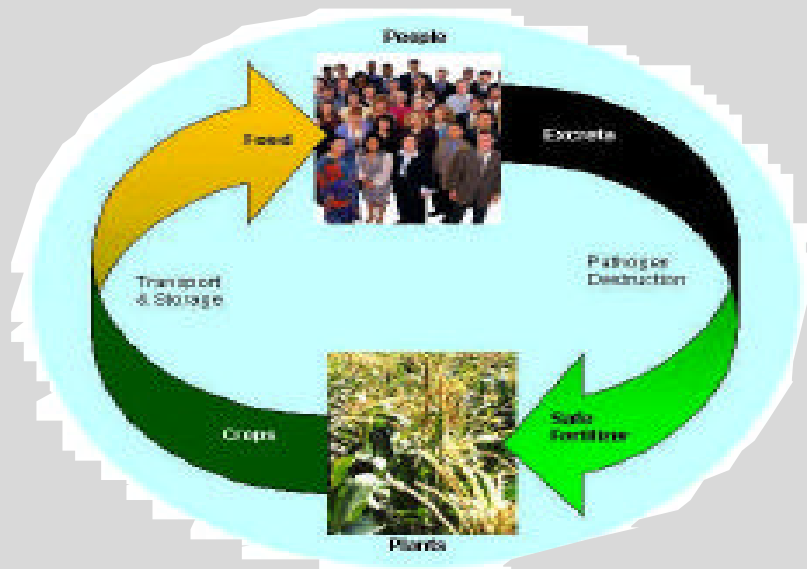 People
Food
Excreta
Transport
& Storage
Pathogen
Destruction
Crops
Safe
Fertilizer
Plants